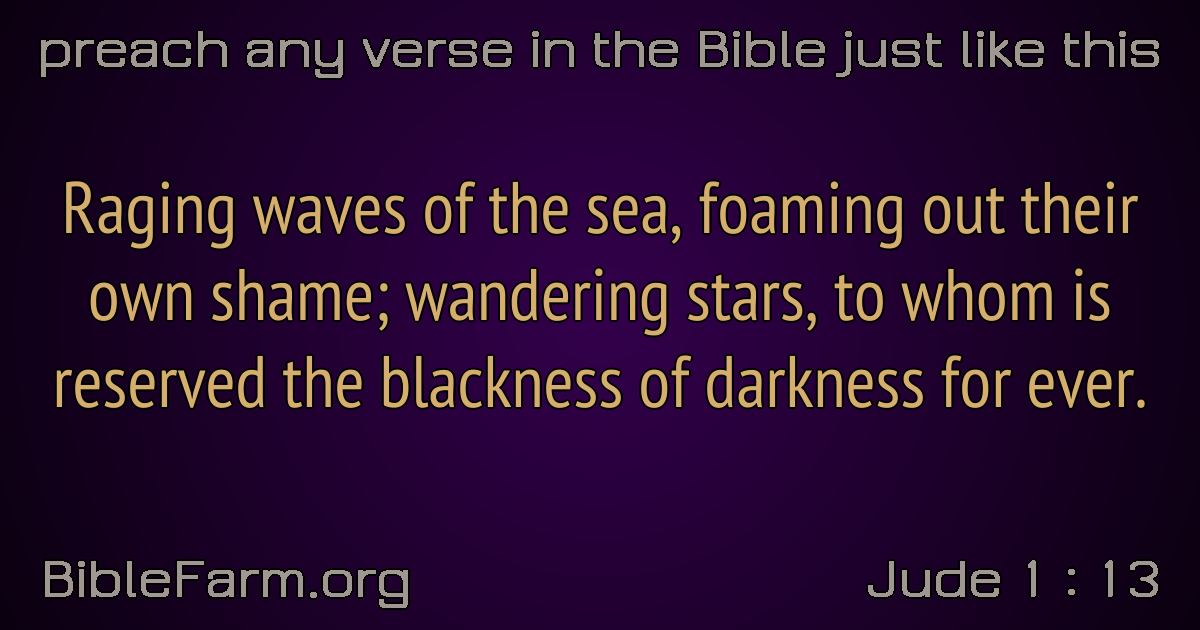 preach any verse in the Bible just like this
Raging waves of the sea, foaming out their
own shame; wandering stars, to whom is
reserved the blackness of darkness for ever.
BibleFarm.org
Jude 1 : 13